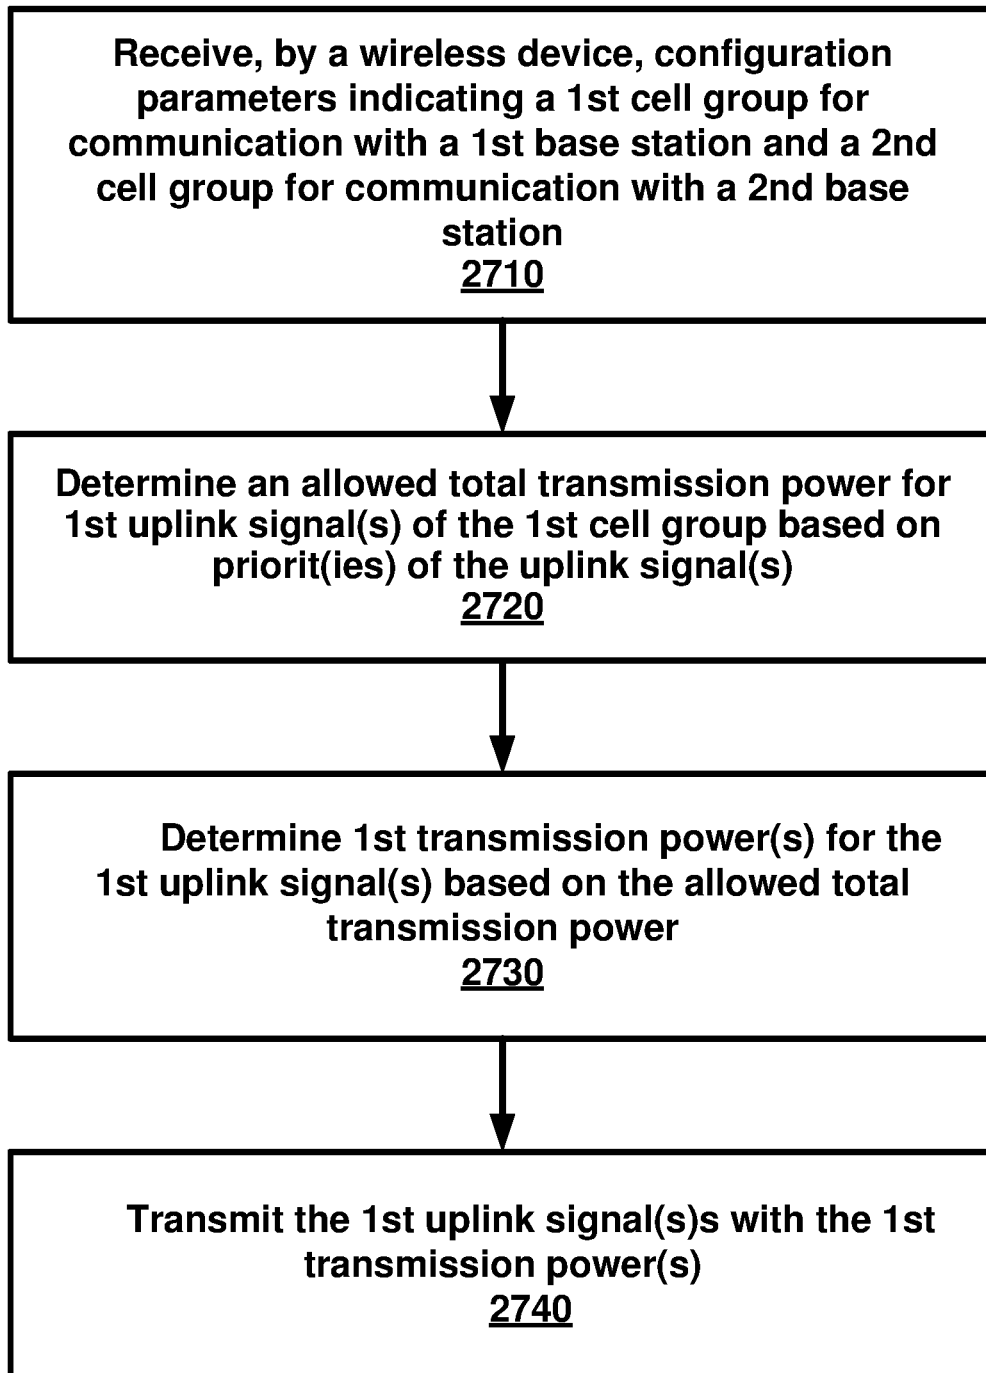 Receive, by a wireless device, configuration
parameters indicating a 1st cell group for
communication with a 1st base station and a 2nd
cell group for communication with a 2nd base
station
2710
Determine an allowed total transmission power for
1st uplink signal(s) of the 1st cell group based on
priorit(ies) of the uplink signal(s)
2720
Determine 1st transmission power(s) for the
1st uplink signal(s) based on the allowed total
transmission power
2730
Transmit the 1st uplink signal(s)s with the 1st
transmission power(s)
2740